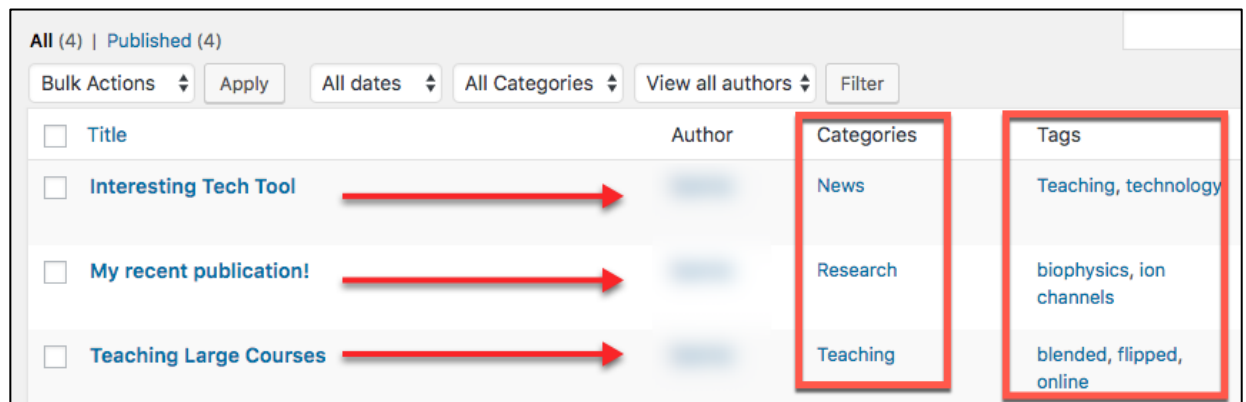 All (4) | Published (4)
Bulk Actions Apply All dates All Categories View all authors Filter
Title Author Categories Tags
Interesting Tech Tool News Teaching, technology
My recent publication! Research biophysics, ion
channels
Teaching Large Courses Teaching blended, flipped,
online